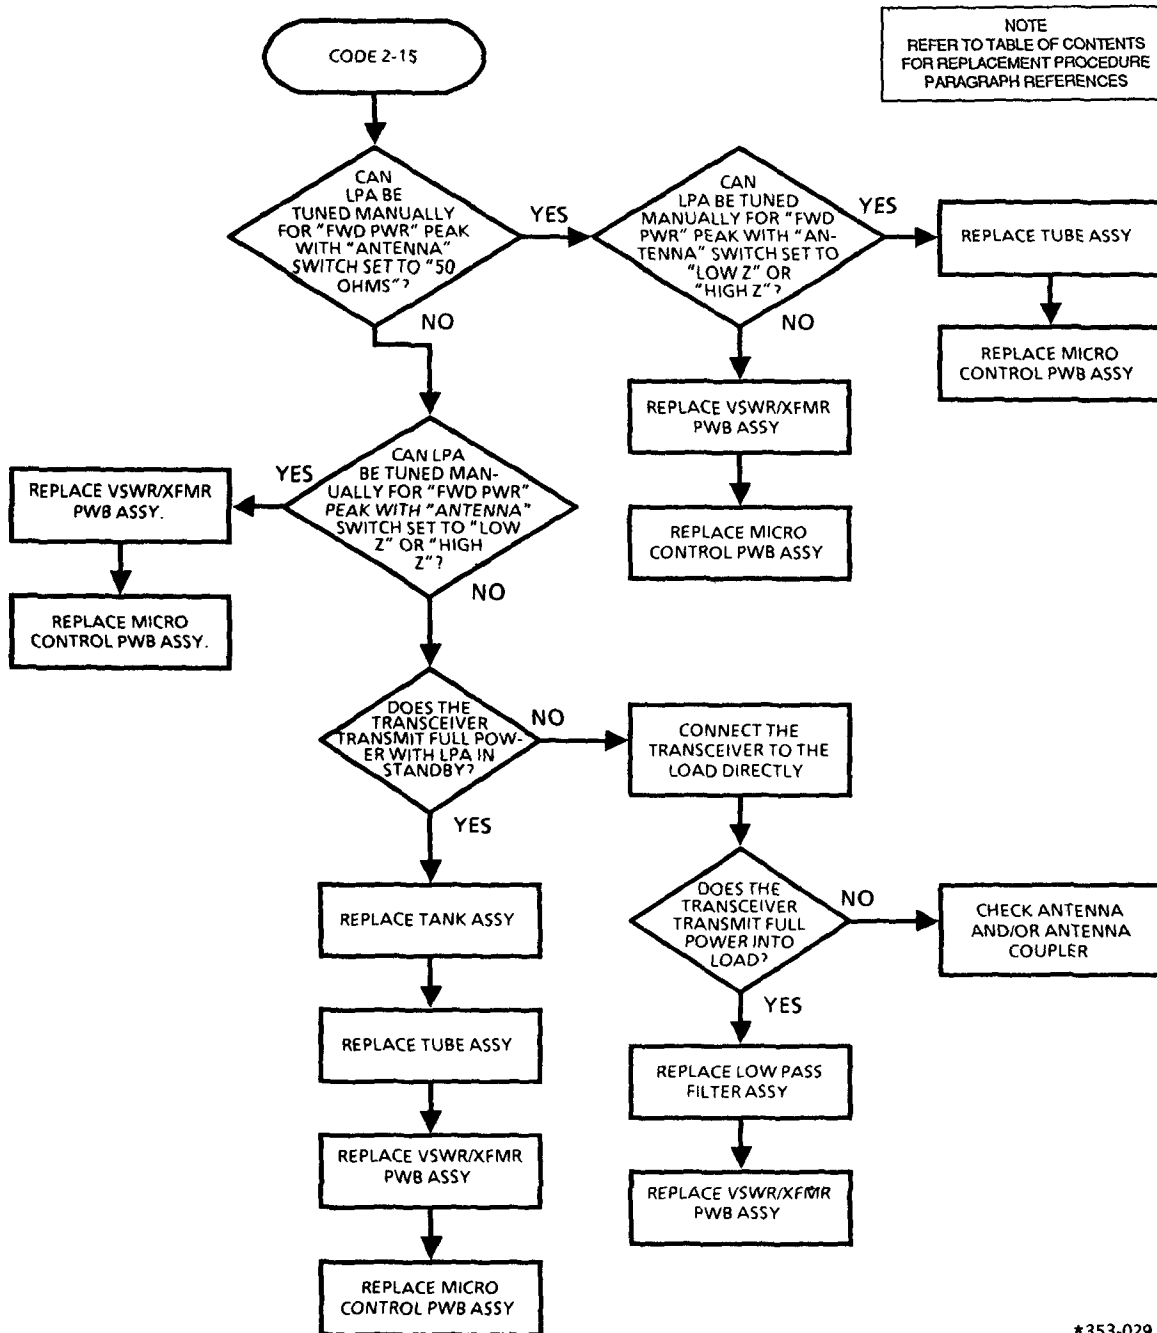 NOTE
REFER TO TABLE OF CONTENTS
FOR REPLACEMENT PROCEDURE
PARAGRAPH REFERENCES
CODE 2-15
CAN
LPA BE
TUNED MANUALLY
FOR "FWD PWR" PEAK
WITH "ANTENNA"
SWITCH SET TO "50
OHMS"?
YES
NO
CAN
LPA BE TUNED
MANUALLY FOR "FWD
PWR" PEAK WITH "AN-
TENNA" SWITCH SET TO
"LOW Z" OR
"HIGH Z"?
YES
NO
REPLACE TUBE ASSY
REPLACE MICRO
CONTROL PWB ASSY
REPLACE VSWR/XFMR
PWB ASSY
REPLACE MICRO
CONTROL PWB ASSY
CAN LPA
BE TUNED MAN-
UALLY FOR "FWD PWR"
PEAK WITH "ANTENNA"
SWITCH SET TO "LOW
Z" OR "HIGH
Z"?
YES
NO
REPLACE VSWR/XFMR
PWB ASSY.
REPLACE MICRO
CONTROL PWB ASSY.
DOES THE
TRANSCEIVER
TRANSMIT FULL POW-
ER WITH LPA IN
STANDBY?
NO
YES
CONNECT THE
TRANSCEIVER TO THE
LOAD DIRECTLY
DOES THE
TRANSCEIVER
TRANSMIT FULL
POWER INTO
LOAD?
NO
YES
CHECK ANTENNA
AND/OR ANTENNA
COUPLER
REPLACE LOW PASS
FILTER ASSY
REPLACE VSWR/XFMR
PWB ASSY
REPLACE TANK ASSY
REPLACE TUBE ASSY
REPLACE VSWR/XFMR
PWB ASSY
REPLACE MICRO
CONTROL PWB ASSY
*353-029